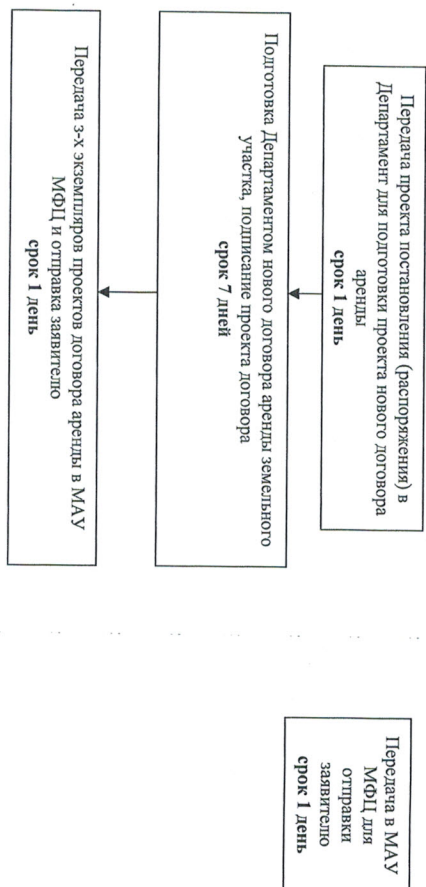 Передача проекта постановления (распоряжения) в
Департамент для подготовки проекта нового договора
аренды
срок 1 день
Подготовка Департаментом нового договора аренды земельного
участка, подписание проекта договора
срок 7 дней
Передача 3-х экземпляров проектов договора аренды в МАУ
МФЦ и отправка заявителю
срок 1 день
Передача в МАУ
МФЦ для
отправки
заявителю
срок 1 день